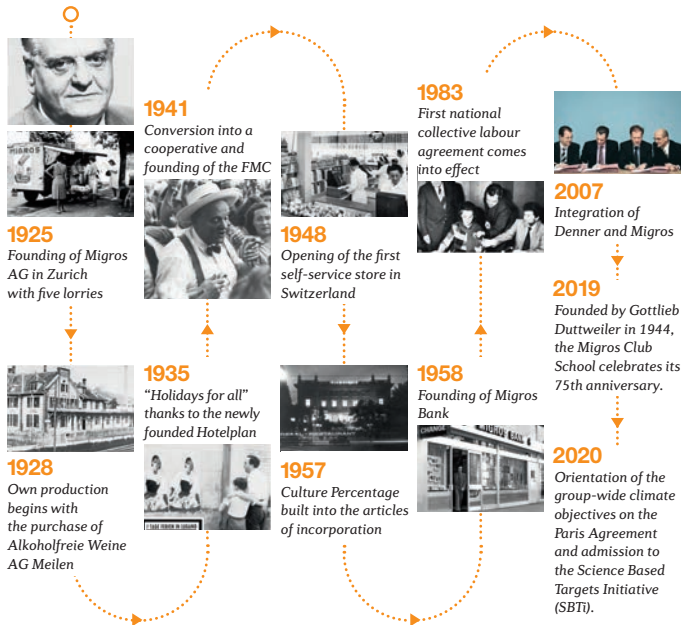 MIGROS
1925
Founding of Migros
AG in Zurich
with five lorries
1928
Own production
begins with
the purchase of
Alkoholfreie Weine
AG Meilen
1935
“Holidays for all”
thanks to the newly
founded Hotelplan
1941
Conversion into a
cooperative and
founding of the FMC
1948
Opening of the first
self-service store in
Switzerland
1957
Culture Percentage
built into the articles
of incorporation
1958
Founding of Migros
Bank
CHANGE MIGROS BANK
1983
First national
collective labour
agreement comes
into effect
2007
Integration of
Denner and Migros
2019
Founded by Gottlieb
Duttweiler in 1944,
the Migros Club
School celebrates its
75th anniversary.
2020
Orientation of the
group-wide climate
objectives on the
Paris Agreement
and admission to
the Science Based
Targets Initiative
(SBTi).